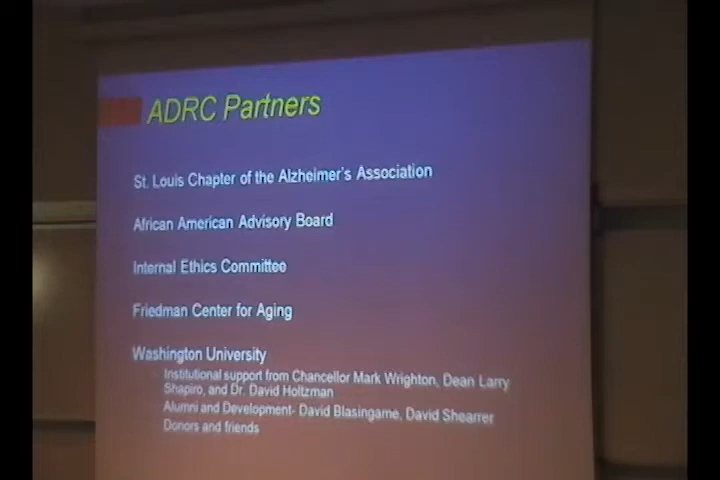 ADRC Partners
St. Louis Chapter of the Alzheimer's Association
African American Advisory Board
Internal Ethics Committee
Friedman Center for Aging
Washington University
Institutional support from Chancellor Mark Wrighton, Dean Larry
Shapiro, and Dr. David Holtzman
Alumni and Development- David Blasingame, David Shearrer
Donors and friends